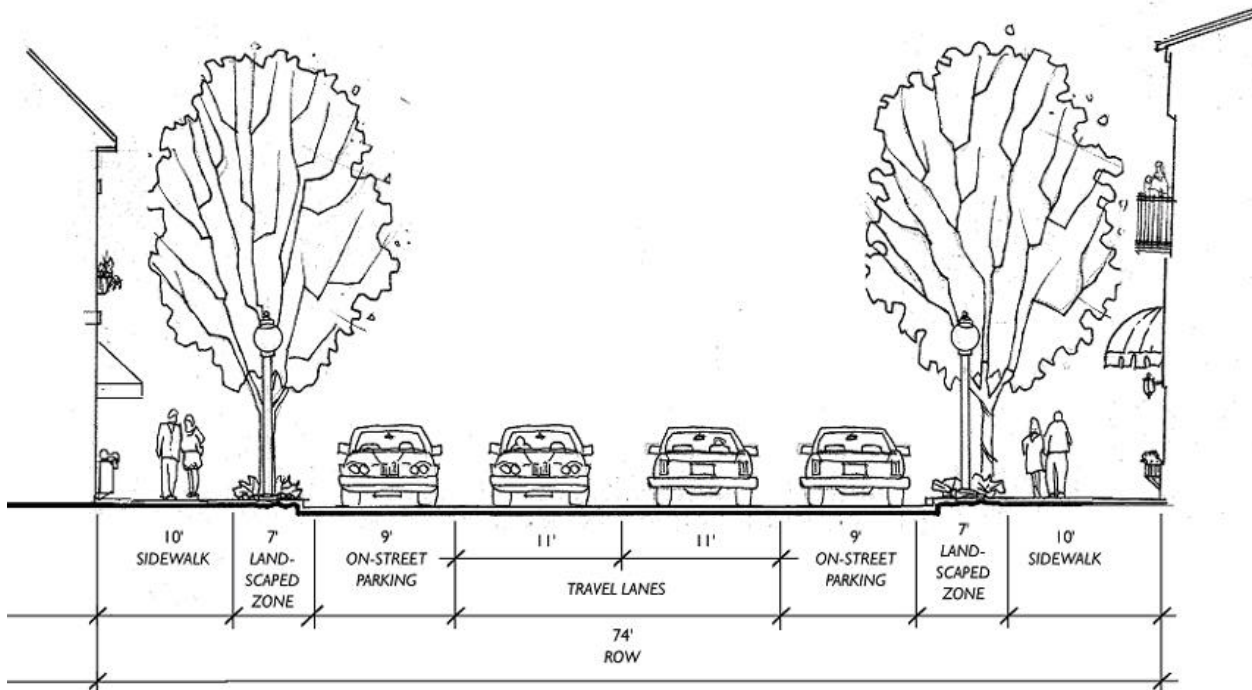 10'
SIDEWALK
7'
LAND-
SCAPED
ZONE
9'
ON-STREET
PARKING
11'
11'
TRAVEL LANES
9'
ON-STREET
PARKING
7'
LAND-
SCAPED
ZONE
10'
SIDEWALK
74'
ROW